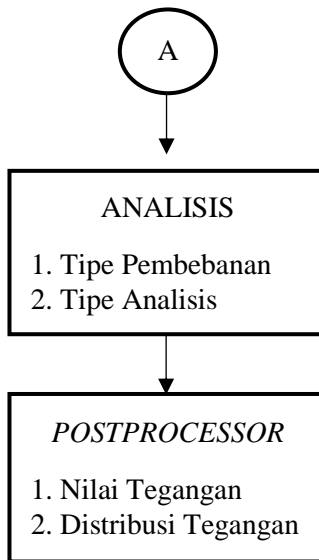 A
ANALISIS
1. Tipe Pembebanan
2. Tipe Analisis
POSTPROCESSOR
1. Nilai Tegangan
2. Distribusi Tegangan